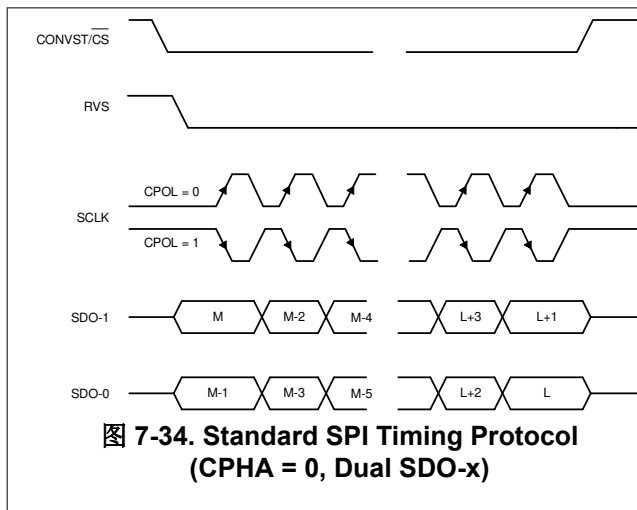 CONVST/CS
RVS
CPOL = 0
SCLK
CPOL = 1
SDO-1 M M-2 M-4 L+3 L+1
SDO-0 M-1 M-3 M-5 L+2 L
图 7-34. Standard SPI Timing Protocol
(CPHA = 0, Dual SDO-x)